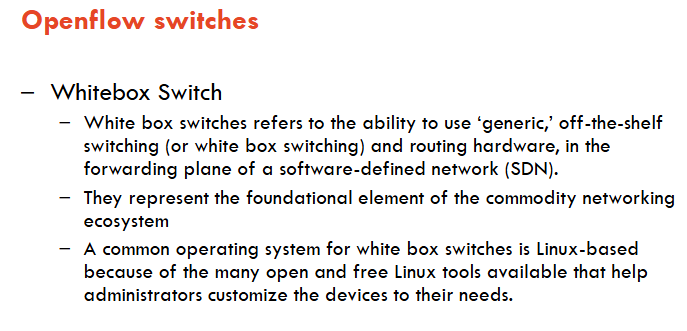 Openflow switches
– Whitebox Switch
– White box switches refers to the ability to use ‘generic,’ off-the-shelf
switching (or white box switching) and routing hardware, in the
forwarding plane of a software-defined network (SDN).
– They represent the foundational element of the commodity networking
ecosystem
– A common operating system for white box switches is Linux-based
because of the many open and free Linux tools available that help
administrators customize the devices to their needs.